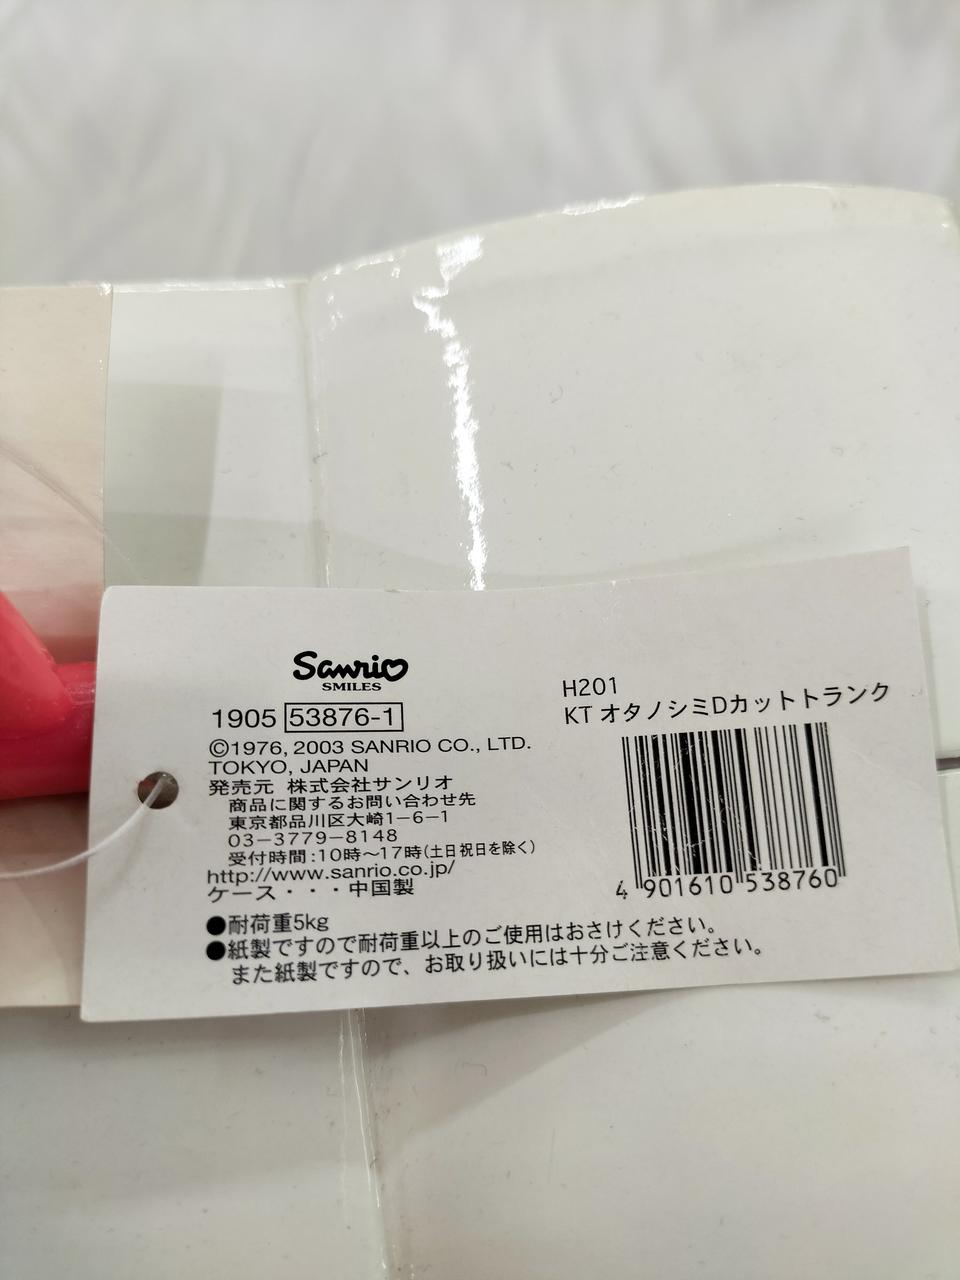 Sanrio
SMILES
1905 53876-1
©1976, 2003 SANRIO CO., LTD.
TOKYO, JAPAN
発売元 株式会社サンリオ
商品に関するお問い合わせ先
東京都品川区大崎1−6−1
03−3779−8148
受付時間:10時〜17時(土日祝日を除く)
http://www.sanrio.co.jp/
ケース・・・中国製
●耐荷重5kg
●紙製ですので耐荷重以上のご使用はおさけください。
また紙製ですので、お取り扱いには十分ご注意ください。
H201
KT オタノシミDカットトランク
4 901610 538760